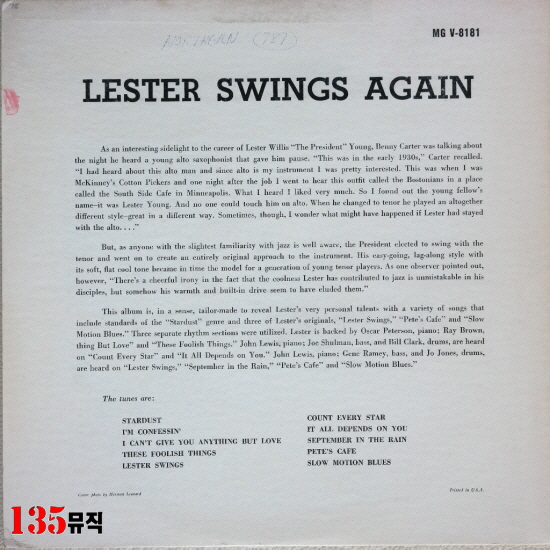 MG V-8181
(787)
LESTER SWINGS AGAIN
As an interesting sidelight to the career of Lester Willis "The President" Young, Benny Carter was talking about
the night he heard a young alto saxophonist that gave him pause. "This was in the early 1930s," Carter recalled.
"I had heard about this alto man and since alto is my instrument I was pretty interested. This was when I was
McKinney's Cotton Pickers and one night after the job I went to hear this outfit called the Bostonians in a place
called the South Side Cafe in Minneapolis. What I heard I liked very much. So I found out the young fellow's
name—it was Lester Young. And no one could touch him on alto. When he changed to tenor he played an altogether
different style—great in a different way. Sometimes, though, I wonder what might have happened if Lester had stayed
with the alto. . . ."
But, as anyone with the slightest familiarity with jazz is well aware, the President elected to swing with the
tenor and went on to create an entirely original approach to the instrument. His easy-going, lag-along style with
its soft, flat cool tone became in time the model for a generation of young tenor players. As one observer pointed out,
however, "There's a cheerful irony in the fact that the coolness Lester has contributed to jazz is unmistakable in his
disciples, but somehow his warmth and built-in drive seem to have eluded them."
This album is, in a sense, tailor-made to reveal Lester's very personal talents with a variety of songs that
include standards of the "Stardust" genre and three of Lester's originals, "Lester Swings," "Pete's Cafe" and "Slow
Motion Blues." Three separate rhythm sections were utilized. Lester is backed by Oscar Peterson, piano; Ray Brown,
thing But Love" and "These Foolish Things." John Lewis, piano; Joe Shulman, bass, and Bill Clark, drums, are heard
on "Count Every Star" and "It All Depends on You." John Lewis, piano; Gene Ramey, bass, and Jo Jones, drums,
are heard on "Lester Swings," "September in the Rain," "Pete's Cafe" and "Slow Motion Blues."
The tunes are:
STARDUST
I'M CONFESSIN'
I CAN'T GIVE YOU ANYTHING BUT LOVE
THESE FOOLISH THINGS
LESTER SWINGS
COUNT EVERY STAR
IT ALL DEPENDS ON YOU
SEPTEMBER IN THE RAIN
PETE'S CAFE
SLOW MOTION BLUES
Cover photo by Herman Leonard
Printed in U.S.A.
135뮤직